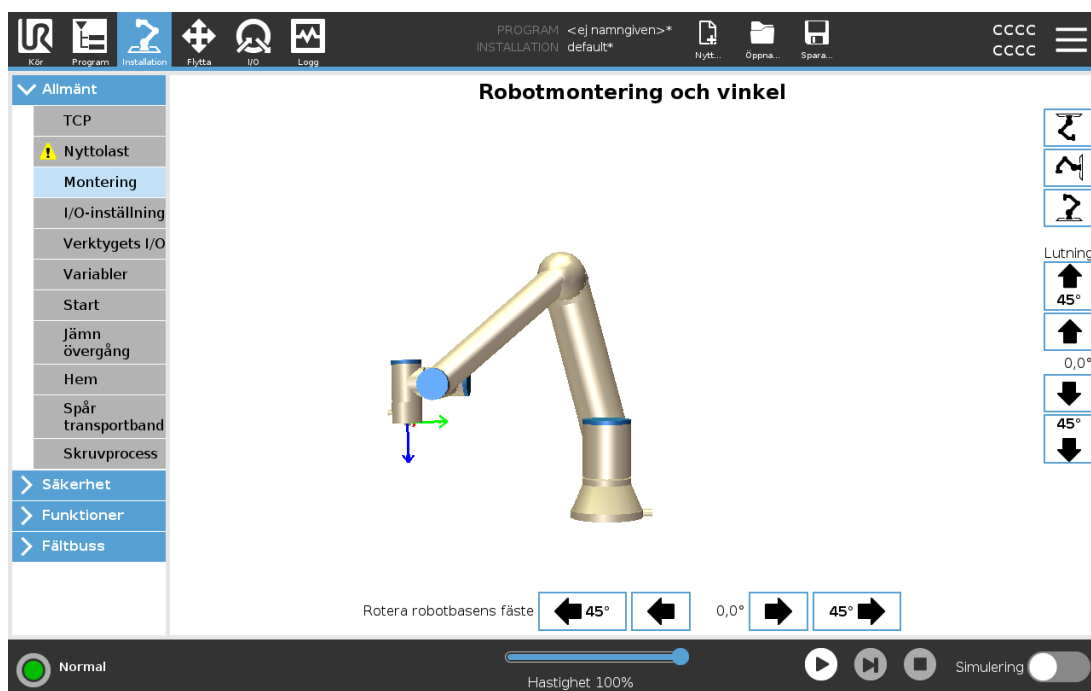 UR
Kör
Program
Installation
Flytta
I/O
Logg
PROGRAM <ej namngiven>*
INSTALLATION default*
Nytt...
Öppna...
Spara...
CCCC
CCCC
Allmänt
TCP
Nyttolast
Montering
I/O-inställning
Verktygets I/O
Variabler
Start
Jämn
övergång
Hem
Spår
transportband
Skruvprocess
Säkerhet
Funktioner
Fältbuss
Robotmontering och vinkel
Lutning
45°
0,0°
45°
Rotera robotbasens fäste 45° 0,0° 45°
Normal
Hastighet 100%
Simulering